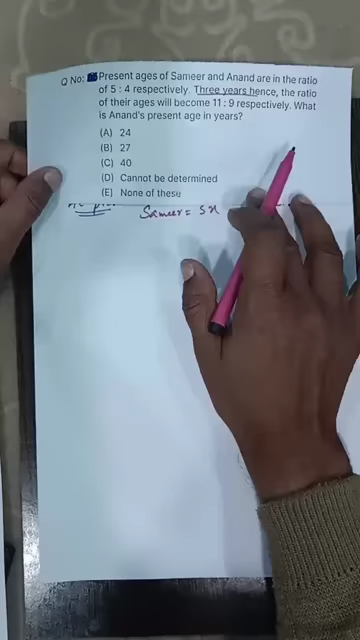 Q No: Present ages of Sameer and Anand are in the ratio
of 5 : 4 respectively. Three years hence, the ratio
of their ages will become 11 : 9 respectively. What
is Anand's present age in years?
(A) 24
(B) 27
(C) 40
(D) Cannot be determined
(E) None of these
Sameer = 5x